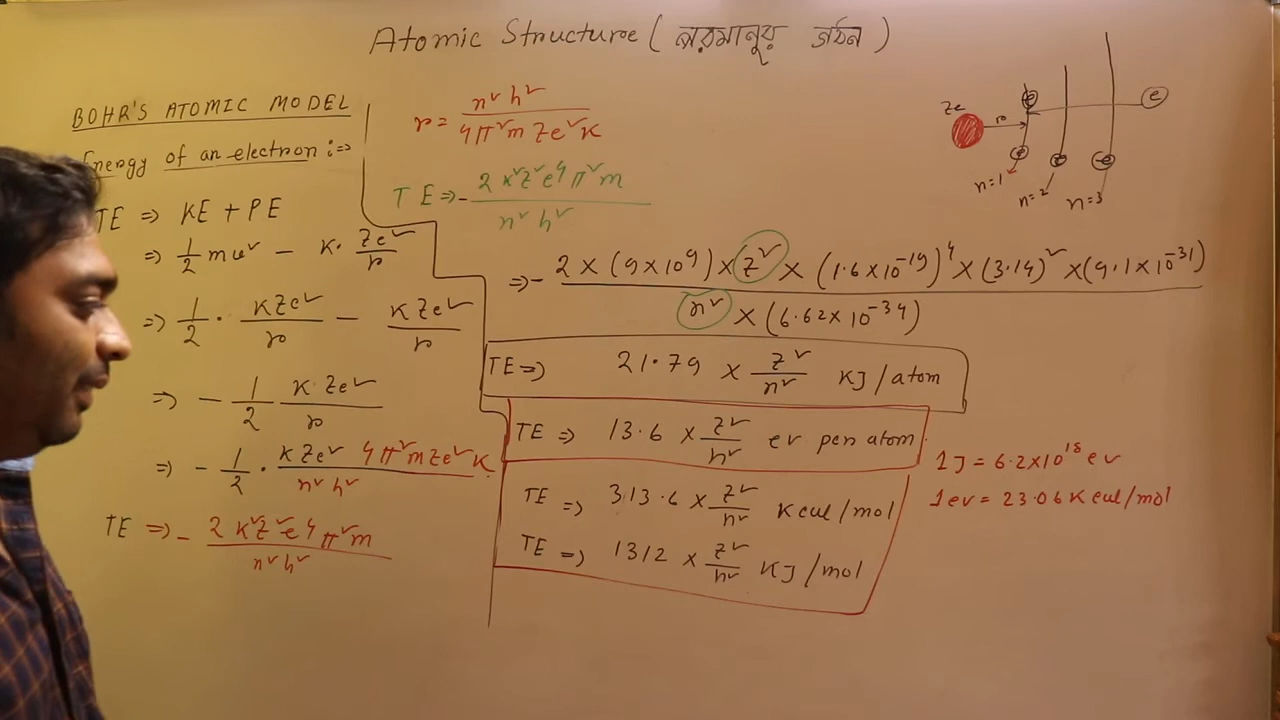 Atomic Structure (পরমানুর গঠন)
BOHR'S ATOMIC MODEL
Energy of an electron :=>
TE => KE + PE
=> 1/2 mu² - K. Ze²/r
=> 1/2 . KZe²/r - KZe²/r
=> - 1/2 KZe²/r
=> - 1/2 . KZe² 4π²mZe²K / n²h²
TE => - 2K²Z²e⁴π²m / n²h²
r = n²h² / 4π²mZe²K
TE => - 2K²Z²e⁴π²m / n²h²
=> - 2 × (9×10⁹) × Z² × (1.6×10⁻¹⁹)⁴ × (3.14)² × (9.1×10⁻³¹) / n² × (6.62×10⁻³⁴)
TE => 21.79 × Z²/n² KJ/atom
TE => 13.6 × Z²/n² ev per atom
TE => 313.6 × Z²/n² Kcal/mol
TE => 1312 × Z²/n² KJ/mol
1J = 6.2×10¹⁸ ev
1ev = 23.06 Kcal/mol
Ze
r
e
e
e
e
e
n=1
n=2
n=3